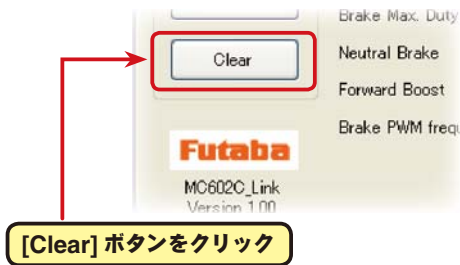 Brake Max. Duty
Clear
Neutral Brake
Forward Boost
Brake PWM frequ
Futaba
MC602C_Link
Version 1.00
[Clear] ボタンをクリック